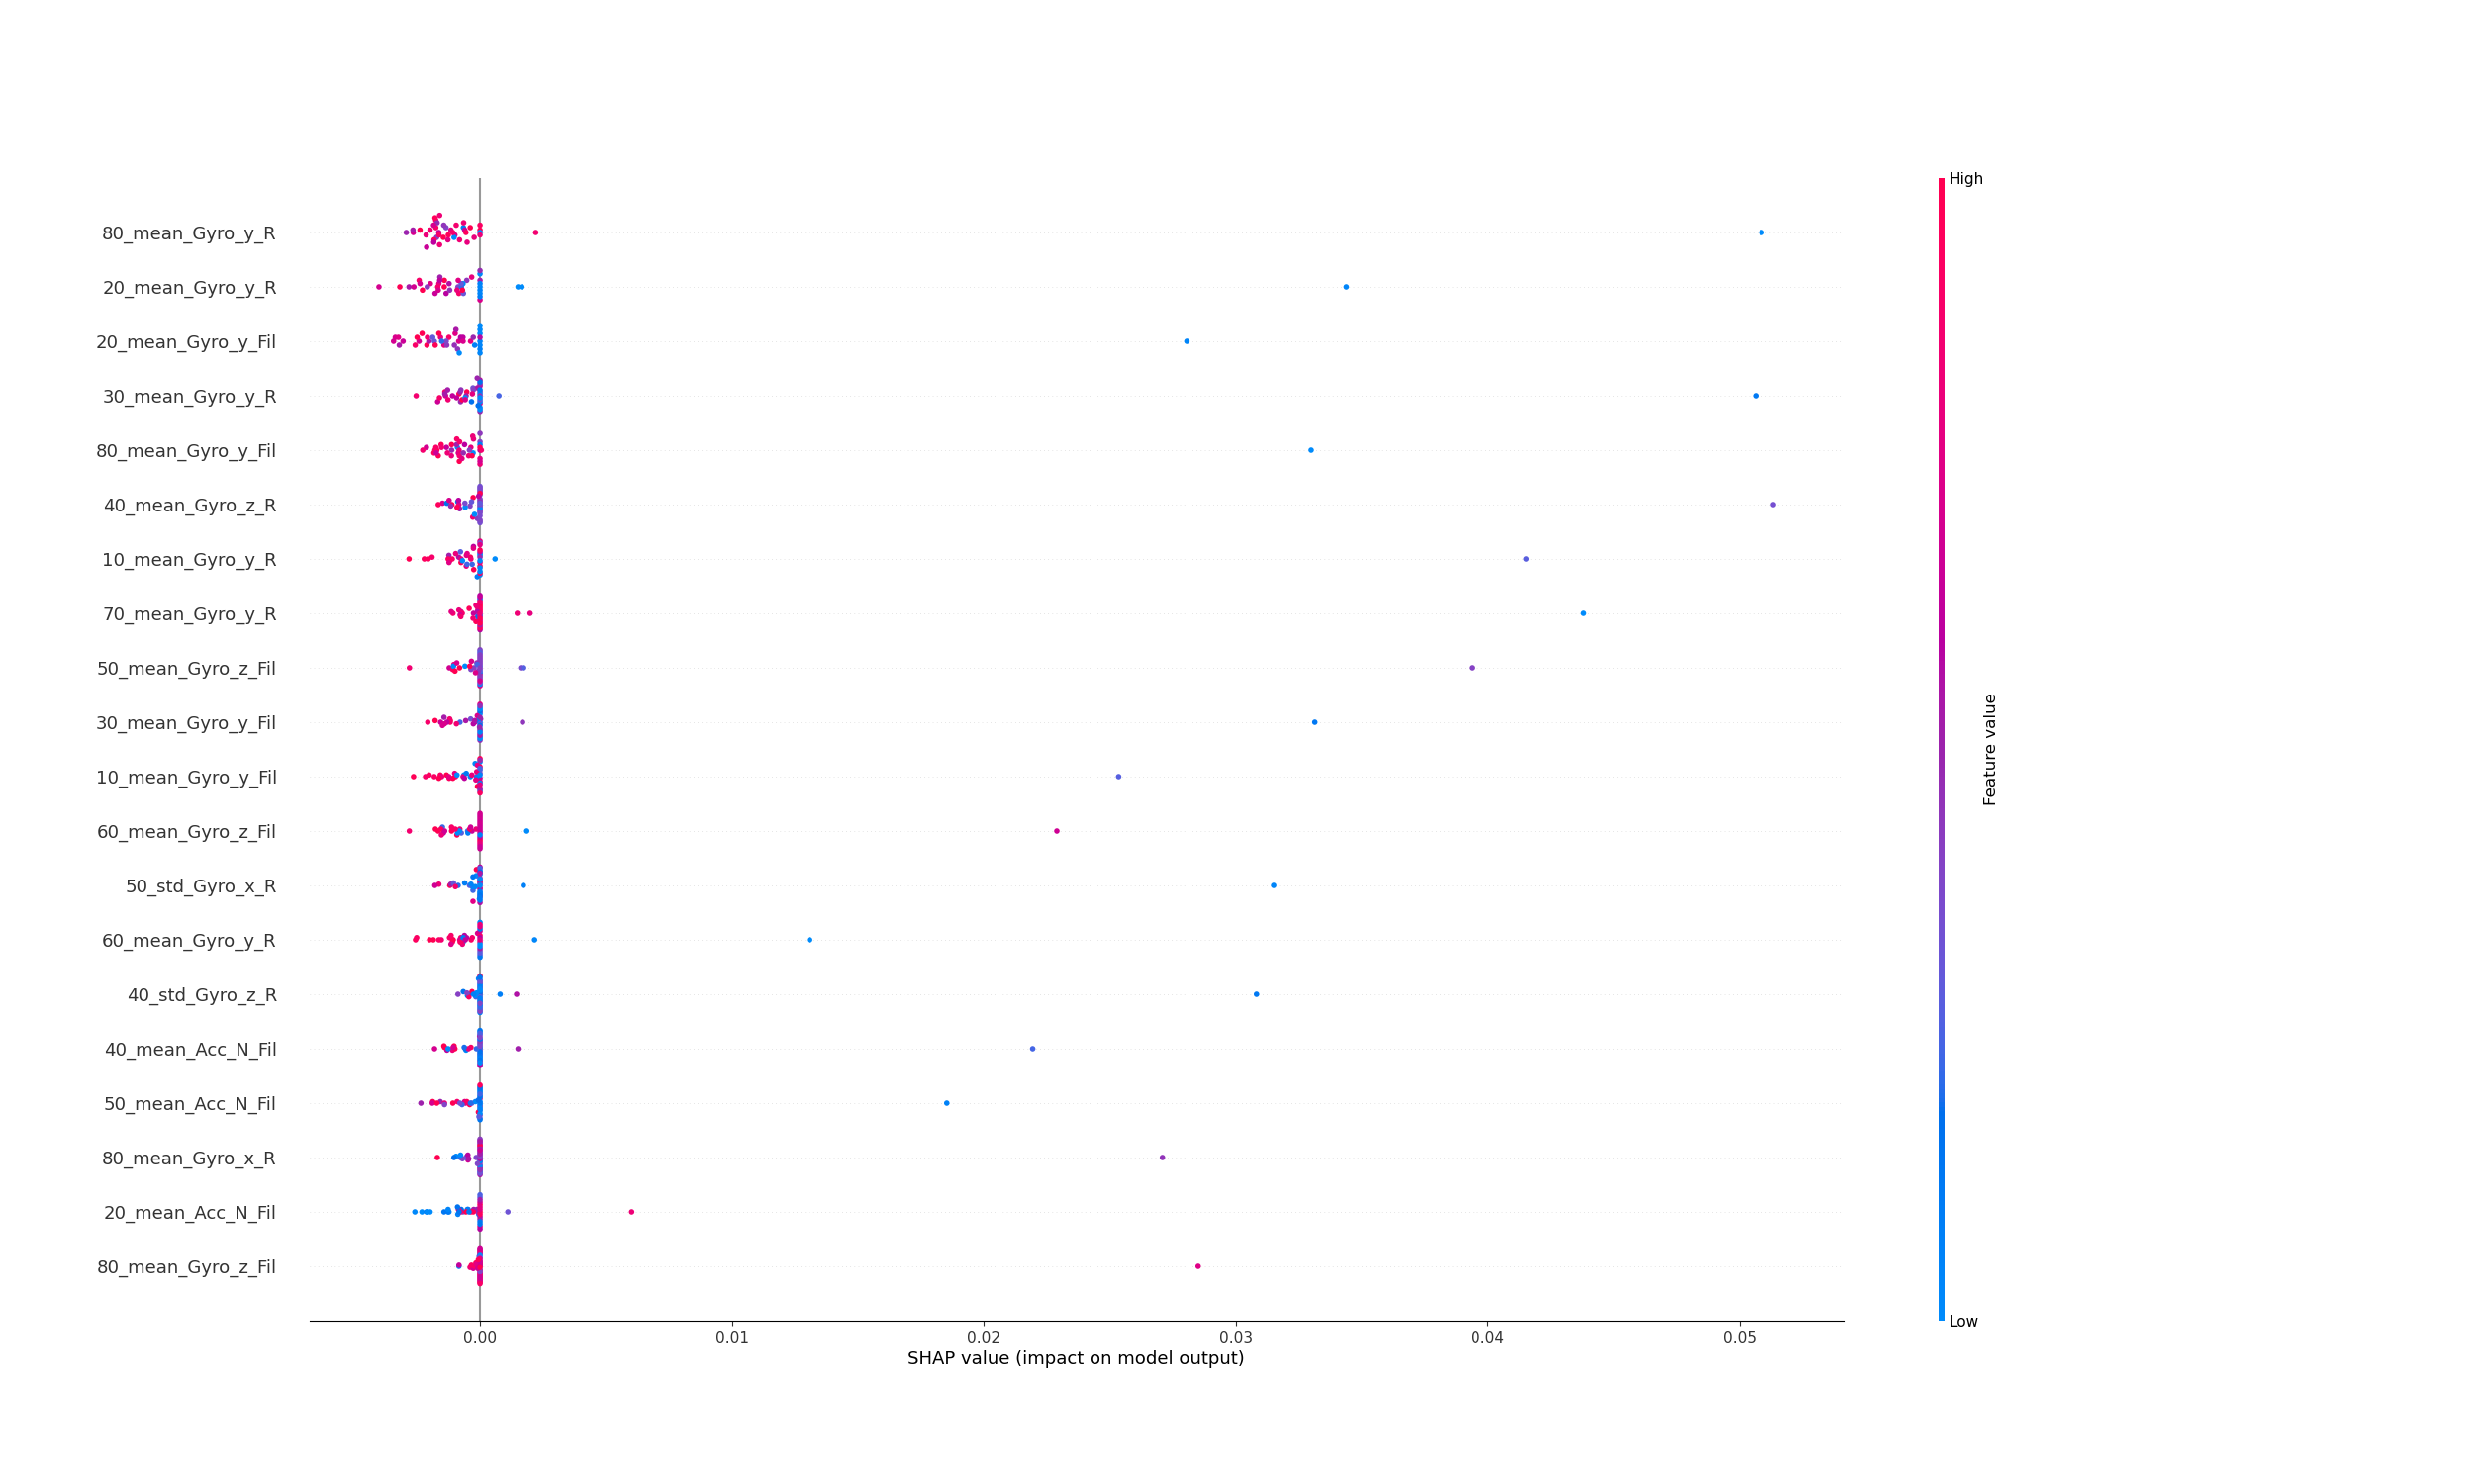 High
80_mean_Gyro_y_R
20_mean_Gyro_y_R
20_mean_Gyro_y_Fil
30_mean_Gyro_y_R
80_mean_Gyro_y_Fil
40_mean_Gyro_z_R
10_mean_Gyro_y_R
70_mean_Gyro_y_R
50_mean_Gyro_z_Fil
30_mean_Gyro_y_Fil
10_mean_Gyro_y_Fil
60_mean_Gyro_z_Fil
50_std_Gyro_x_R
60_mean_Gyro_y_R
40_std_Gyro_z_R
40_mean_Acc_N_Fil
50_mean_Acc_N_Fil
80_mean_Gyro_x_R
20_mean_Acc_N_Fil
80_mean_Gyro_z_Fil
Feature value
Low
0.00 0.01 0.02 0.03 0.04 0.05
SHAP value (impact on model output)